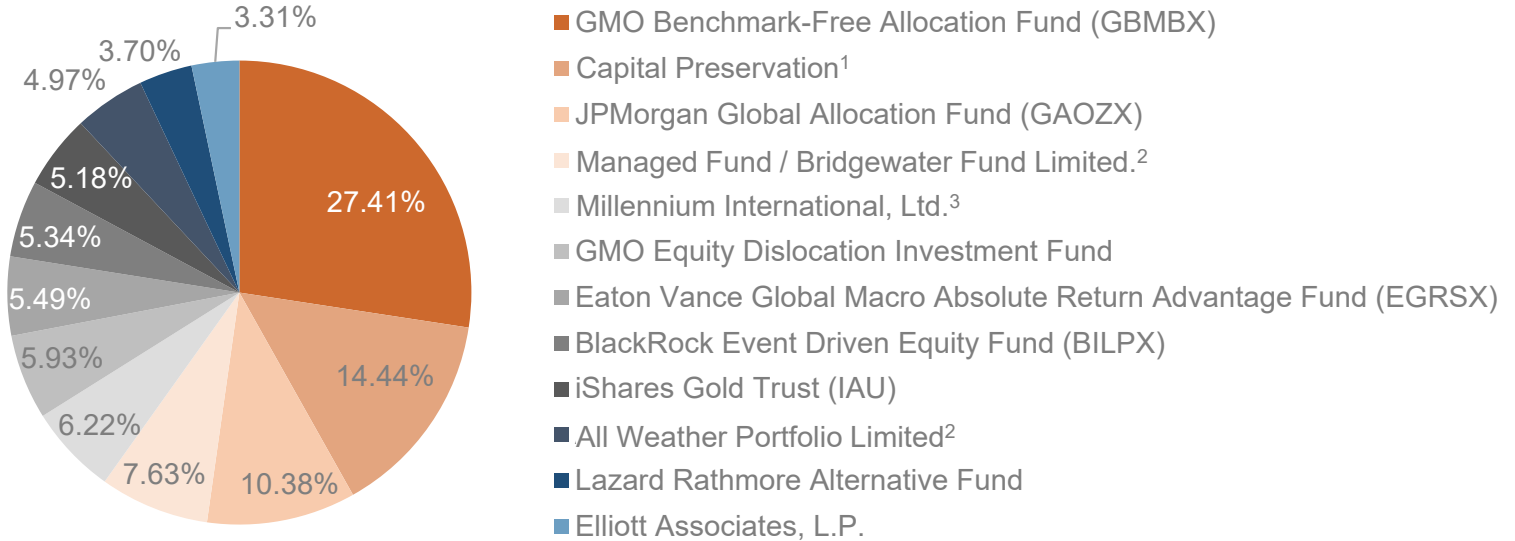 3.31%
3.70%
4.97%
5.18%
5.34%
5.49%
5.93%
6.22%
7.63%
10.38%
14.44%
27.41%
GMO Benchmark-Free Allocation Fund (GBMBX)
Capital Preservation¹
JPMorgan Global Allocation Fund (GAOZX)
Managed Fund / Bridgewater Fund Limited.²
Millennium International, Ltd.³
GMO Equity Dislocation Investment Fund
Eaton Vance Global Macro Absolute Return Advantage Fund (EGRSX)
BlackRock Event Driven Equity Fund (BILPX)
iShares Gold Trust (IAU)
All Weather Portfolio Limited²
Lazard Rathmore Alternative Fund
Elliott Associates, L.P.